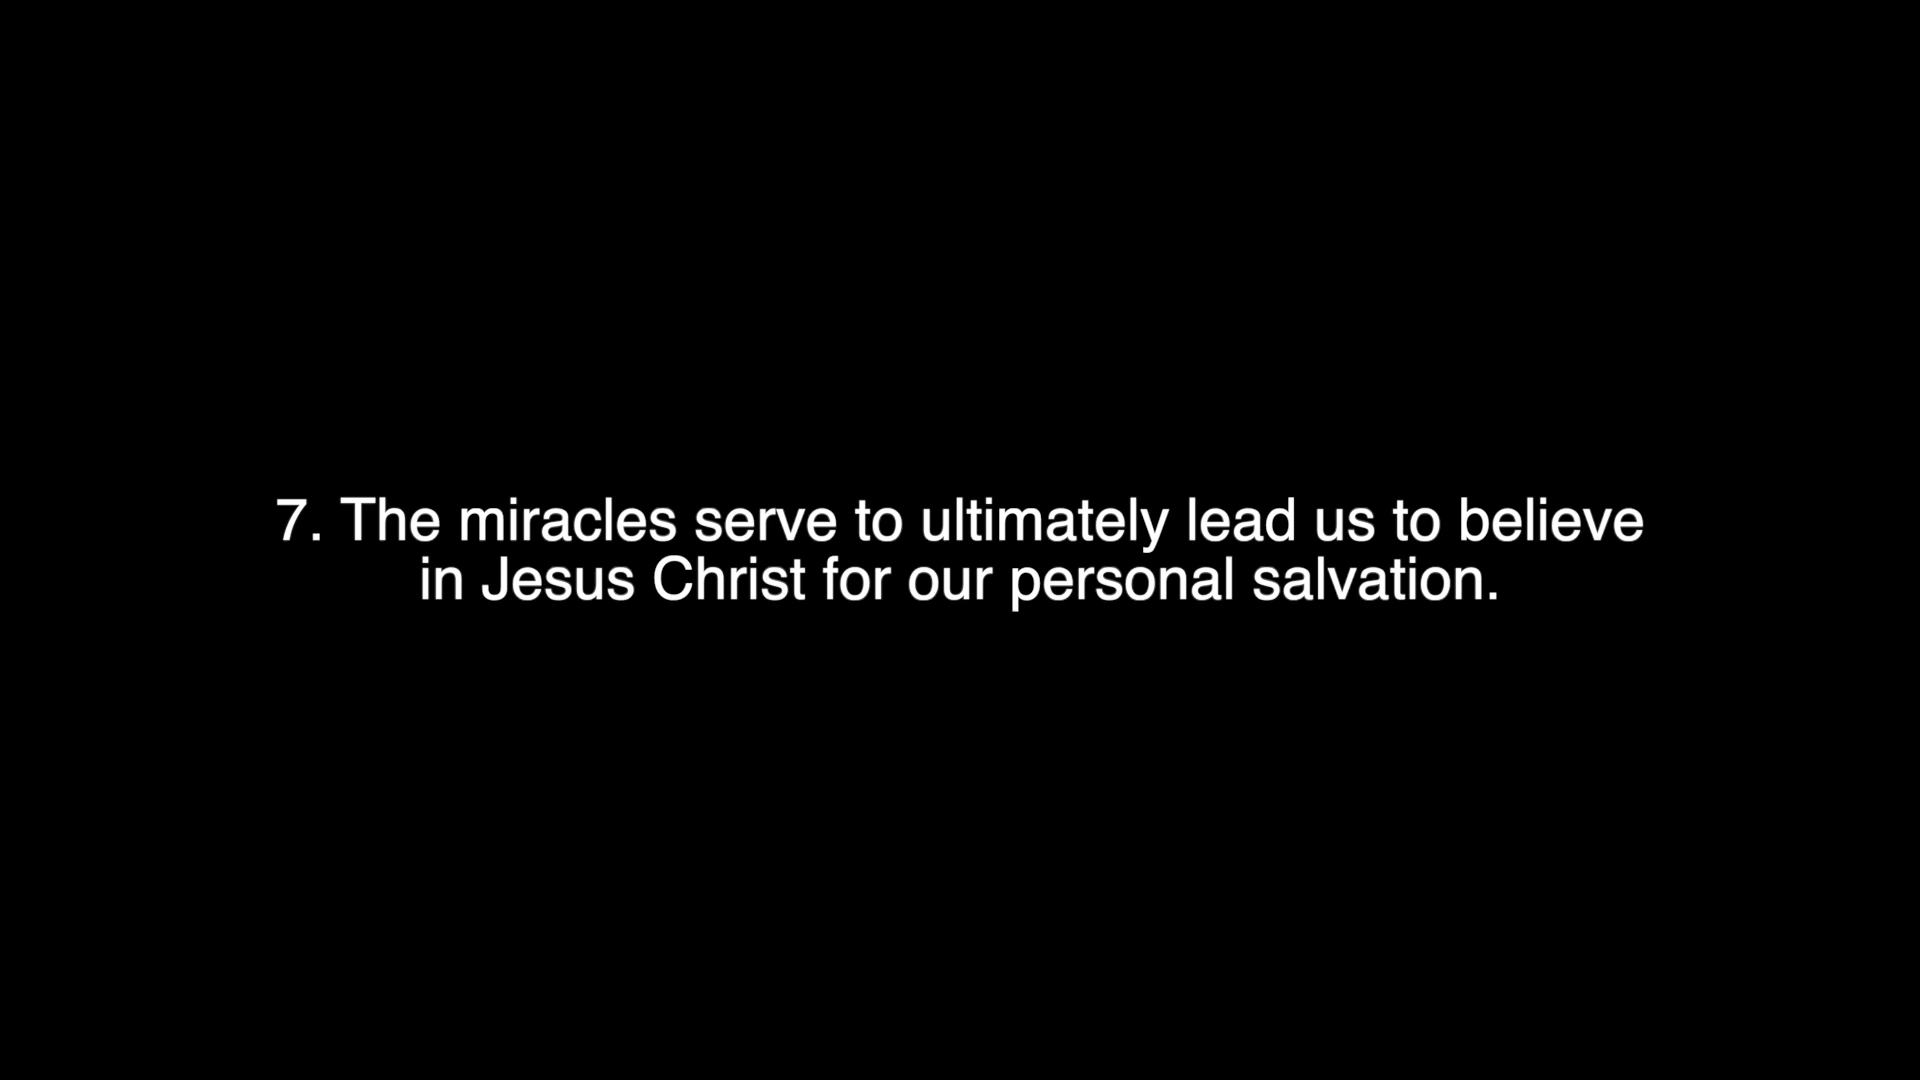 7. The miracles serve to ultimately lead us to believe
in Jesus Christ for our personal salvation.